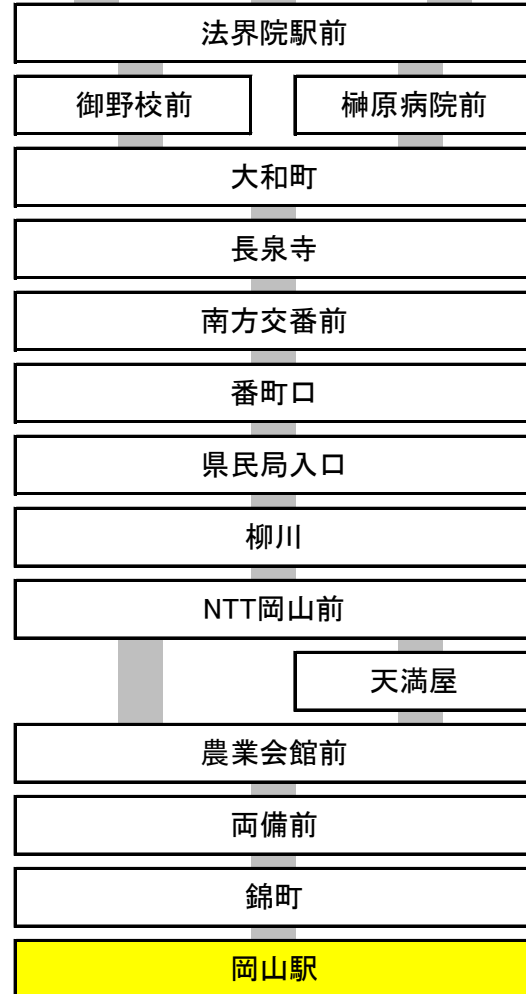 法界院駅前
御野校前
榊原病院前
大和町
長泉寺
南方交番前
番町口
県民局入口
柳川
NTT岡山前
天満屋
農業会館前
両備前
錦町
岡山駅